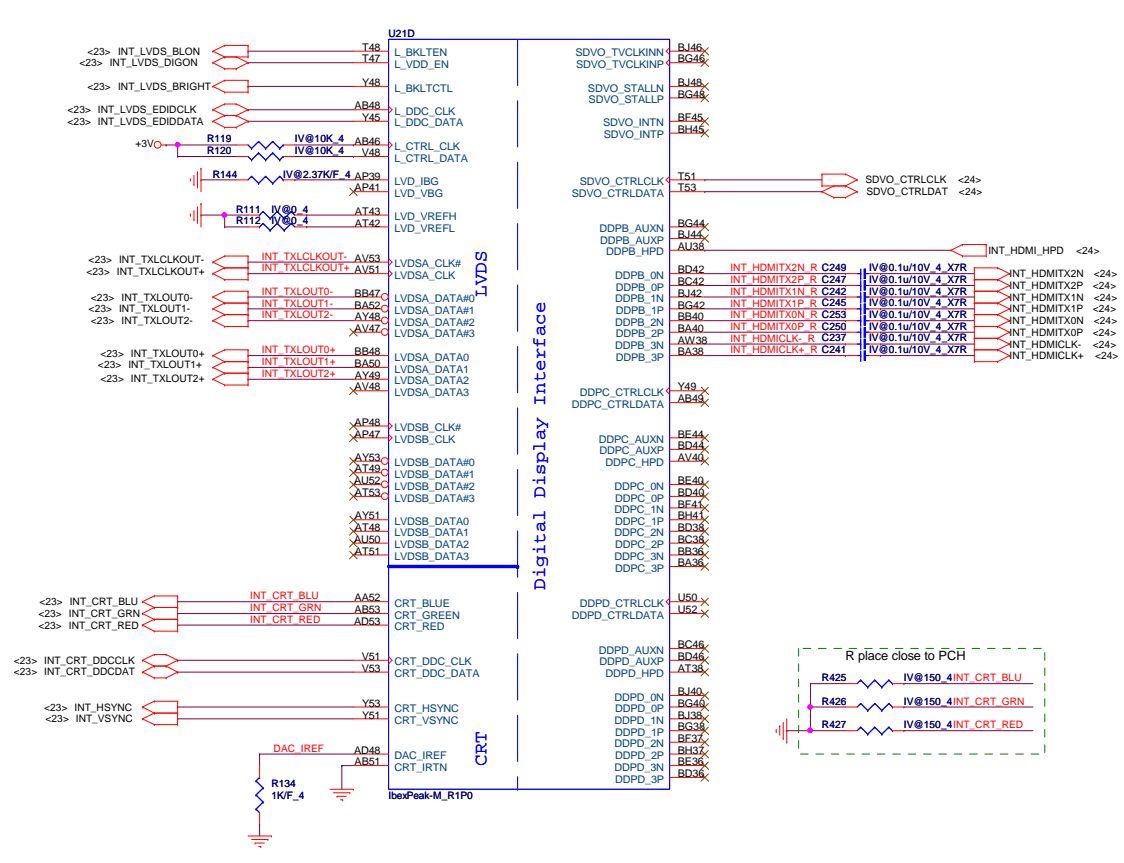 U21D
<23> INT_LVDS_BLON T48 L_BKLTEN
<23> INT_LVDS_DIGON T47 L_VDD_EN
<23> INT_LVDS_BRIGHT Y48 L_BKLTCTL
<23> INT_LVDS_EDIDCLK AB48 L_DDC_CLK
<23> INT_LVDS_EDIDDATA Y45 L_DDC_DATA
+3V R119 IV@10K_4 AB46 L_CTRL_CLK
R120 IV@10K_4 V48 L_CTRL_DATA
R144 IV@2.37K/F_4 AP39 LVD_IBG
AP41 LVD_VBG
R111 IV@0_4 AT43 LVD_VREFH
R112 IV@0_4 AT42 LVD_VREFL
<23> INT_TXLCLKOUT- INT_TXLCLKOUT- AV53 LVDSA_CLK#
<23> INT_TXLCLKOUT+ INT_TXLCLKOUT+ AV51 LVDSA_CLK
<23> INT_TXLOUT0- INT_TXLOUT0- BB47 LVDSA_DATA#0
<23> INT_TXLOUT1- INT_TXLOUT1- BA52 LVDSA_DATA#1
<23> INT_TXLOUT2- INT_TXLOUT2- AY48 LVDSA_DATA#2
AV47 LVDSA_DATA#3
<23> INT_TXLOUT0+ INT_TXLOUT0+ BB48 LVDSA_DATA0
<23> INT_TXLOUT1+ INT_TXLOUT1+ BA50 LVDSA_DATA1
<23> INT_TXLOUT2+ INT_TXLOUT2+ AY49 LVDSA_DATA2
AV48 LVDSA_DATA3
AP48 LVDSB_CLK#
AP47 LVDSB_CLK
AY53 LVDSB_DATA#0
AT49 LVDSB_DATA#1
AU52 LVDSB_DATA#2
AT53 LVDSB_DATA#3
AY51 LVDSB_DATA0
AT48 LVDSB_DATA1
AU50 LVDSB_DATA2
AT51 LVDSB_DATA3
<23> INT_CRT_BLU INT_CRT_BLU AA52 CRT_BLUE
<23> INT_CRT_GRN INT_CRT_GRN AB53 CRT_GREEN
<23> INT_CRT_RED INT_CRT_RED AD53 CRT_RED
<23> INT_CRT_DDCCLK V51 CRT_DDC_CLK
<23> INT_CRT_DDCDAT V53 CRT_DDC_DATA
<23> INT_HSYNC Y53 CRT_HSYNC
<23> INT_VSYNC Y51 CRT_VSYNC
DAC_IREF AD48 DAC_IREF
AB51 CRT_IRTN
R134
1K/F_4
LVDS
CRT
Digital Display Interface
IbexPeak-M_R1P0
SDVO_TVCLKINN BJ46
SDVO_TVCLKINP BG46
SDVO_STALLN BJ48
SDVO_STALLP BG48
SDVO_INTN BF45
SDVO_INTP BH45
SDVO_CTRLCLK T51 SDVO_CTRLCLK <24>
SDVO_CTRLDATA T53 SDVO_CTRLDAT <24>
DDPB_AUXN BG44
DDPB_AUXP BJ44
DDPB_HPD AU38 INT_HDMI_HPD <24>
DDPB_0N BD42 INT_HDMITX2N_R C249 IV@0.1u/10V_4_X7R INT_HDMITX2N <24>
DDPB_0P BC42 INT_HDMITX2P_R C247 IV@0.1u/10V_4_X7R INT_HDMITX2P <24>
DDPB_1N BJ42 INT_HDMITX1N_R C242 IV@0.1u/10V_4_X7R INT_HDMITX1N <24>
DDPB_1P BG42 INT_HDMITX1P_R C245 IV@0.1u/10V_4_X7R INT_HDMITX1P <24>
DDPB_2N BB40 INT_HDMITX0N_R C253 IV@0.1u/10V_4_X7R INT_HDMITX0N <24>
DDPB_2P BA40 INT_HDMITX0P_R C250 IV@0.1u/10V_4_X7R INT_HDMITX0P <24>
DDPB_3N AW38 INT_HDMICLK-_R C237 IV@0.1u/10V_4_X7R INT_HDMICLK- <24>
DDPB_3P BA38 INT_HDMICLK+_R C241 IV@0.1u/10V_4_X7R INT_HDMICLK+ <24>
DDPC_CTRLCLK Y49
DDPC_CTRLDATA AB49
DDPC_AUXN BE44
DDPC_AUXP BD44
DDPC_HPD AV40
DDPC_0N BE40
DDPC_0P BD40
DDPC_1N BF41
DDPC_1P BH41
DDPC_2N BD38
DDPC_2P BC38
DDPC_3N BB36
DDPC_3P BA36
DDPD_CTRLCLK U50
DDPD_CTRLDATA U52
DDPD_AUXN BC46
DDPD_AUXP BD46
DDPD_HPD AT38
DDPD_0N BJ40
DDPD_0P BG40
DDPD_1N BJ38
DDPD_1P BG38
DDPD_2N BF37
DDPD_2P BH37
DDPD_3N BE36
DDPD_3P BD36
R place close to PCH
R425 IV@150_4 INT_CRT_BLU
R426 IV@150_4 INT_CRT_GRN
R427 IV@150_4 INT_CRT_RED